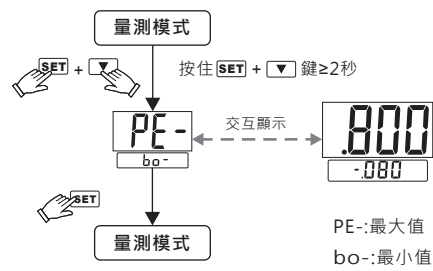 量測模式
SET + ▼ 按住 SET + ▼ 鍵≥2秒
PE- 交互顯示 .800
bo- -.080
SET
量測模式
PE-:最大值
bo-:最小值